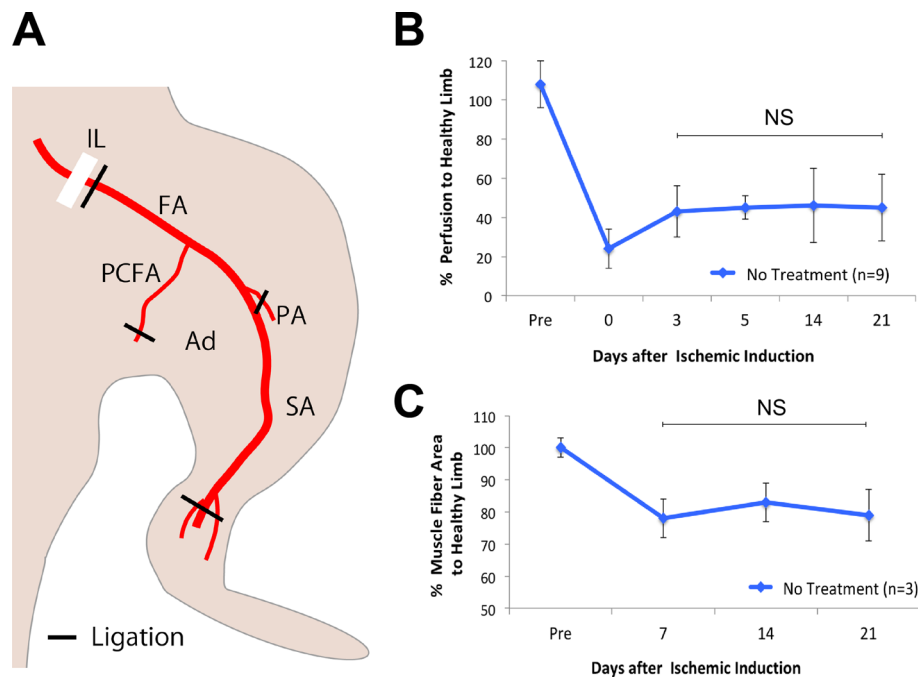 A
IL
FA
PCFA
PA
Ad
SA
Ligation
B
% Perfusion to Healthy Limb
120
100
80
60
40
20
0
NS
No Treatment (n=9)
Pre 0 3 5 14 21
Days after Ischemic Induction
C
% Muscle Fiber Area
to Healthy Limb
110
100
90
80
70
60
50
NS
No Treatment (n=3)
Pre 7 14 21
Days after Ischemic Induction